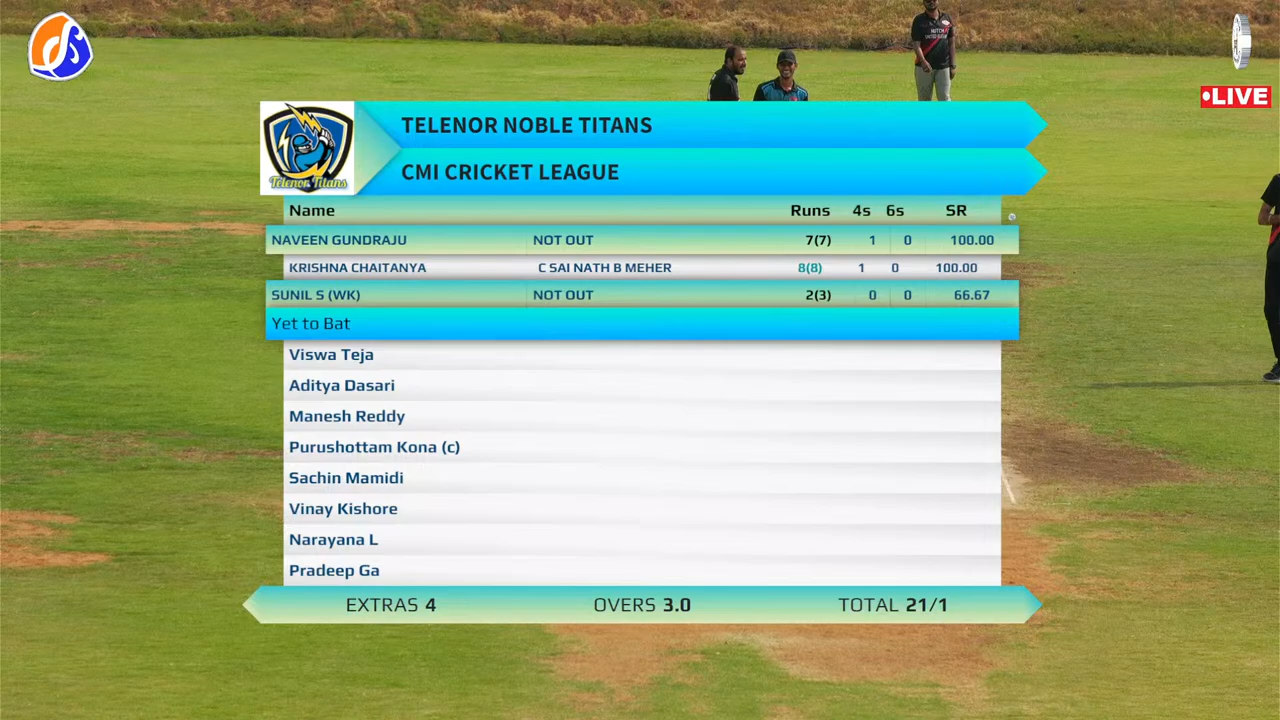 •LIVE
Telenor Titans
TELENOR NOBLE TITANS
CMI CRICKET LEAGUE
Name Runs 4s 6s SR
NAVEEN GUNDRAJU NOT OUT 7(7) 1 0 100.00
KRISHNA CHAITANYA C SAI NATH B MEHER 8(8) 1 0 100.00
SUNIL S (WK) NOT OUT 2(3) 0 0 66.67
Yet to Bat
Viswa Teja
Aditya Dasari
Manesh Reddy
Purushottam Kona (c)
Sachin Mamidi
Vinay Kishore
Narayana L
Pradeep Ga
EXTRAS 4 OVERS 3.0 TOTAL 21/1